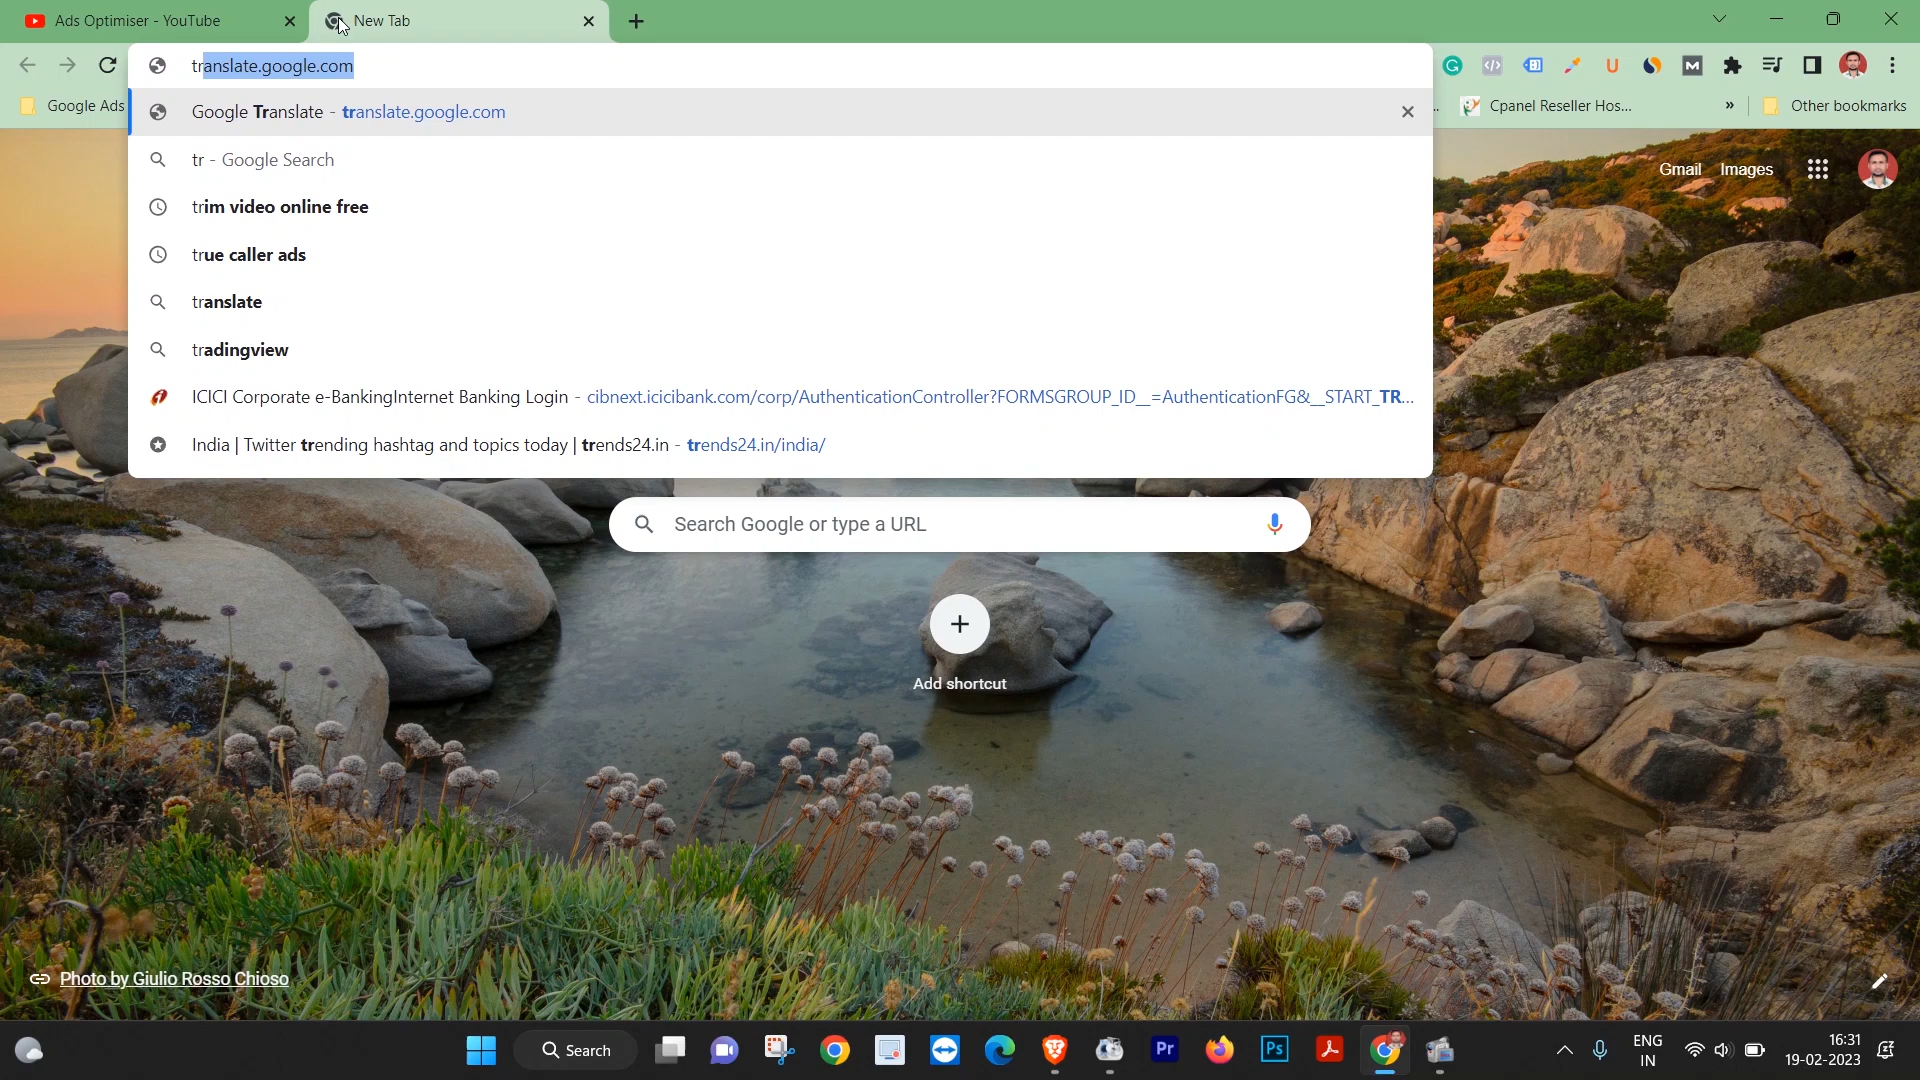 Ads Optimiser - YouTube
New Tab
translate.google.com
Google Ads
Google Translate - translate.google.com
Cpanel Reseller Hos...
»
Other bookmarks
tr - Google Search
Gmail
Images
trim video online free
true caller ads
translate
tradingview
ICICI Corporate e-BankingInternet Banking Login - cibnext.icicibank.com/corp/AuthenticationController?FORMSGROUP_ID__=AuthenticationFG&__START_TR...
India | Twitter trending hashtag and topics today | trends24.in - trends24.in/india/
Search Google or type a URL
Add shortcut
Photo by Giulio Rosso Chioso
Search
Pr
Ps
ENG
IN
16:31
19-02-2023